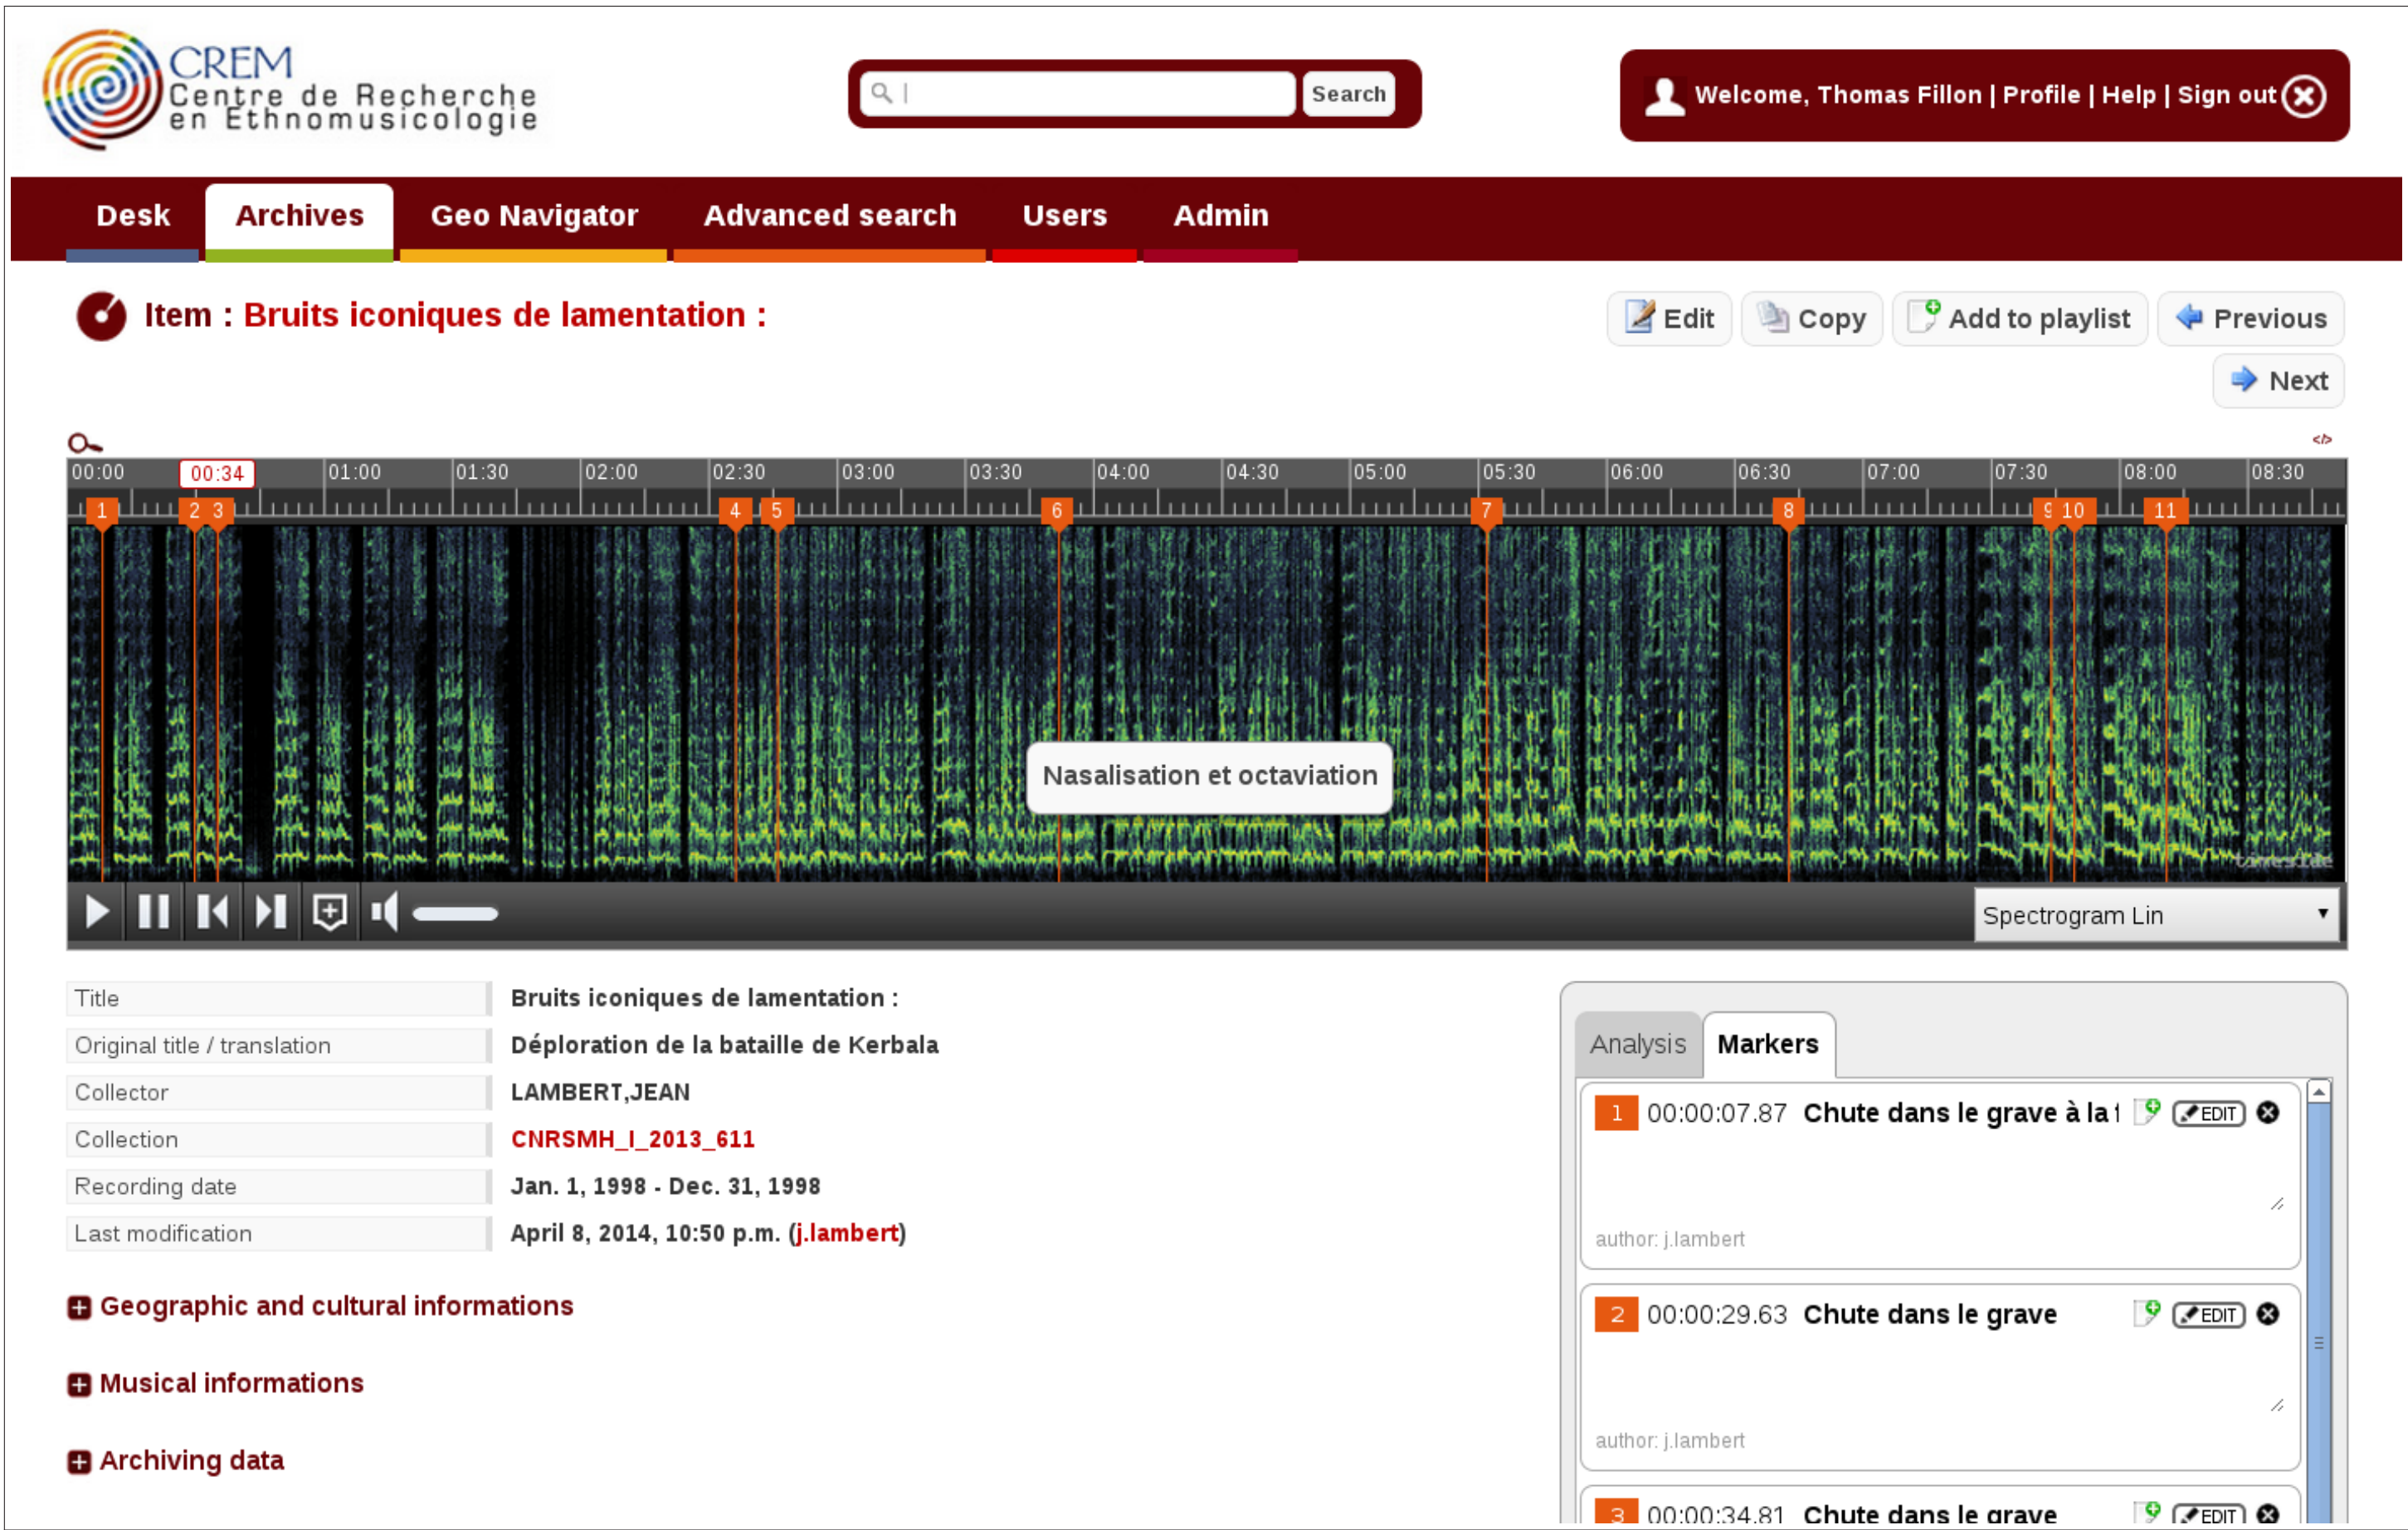 CREM
Centre de Recherche
en Ethnomusicologie
Search
Welcome, Thomas Fillon | Profile | Help | Sign out
Desk
Archives
Geo Navigator
Advanced search
Users
Admin
Item : Bruits iconiques de lamentation :
Edit
Copy
Add to playlist
Previous
Next
</>
00:00 00:34 01:00 01:30 02:00 02:30 03:00 03:30 04:00 04:30 05:00 05:30 06:00 06:30 07:00 07:30 08:00 08:30
1 2 3 4 5 6 7 8 9 10 11
Nasalisation et octaviation
Spectrogram Lin
Title
Bruits iconiques de lamentation :
Original title / translation
Déploration de la bataille de Kerbala
Collector
LAMBERT,JEAN
Collection
CNRSMH_I_2013_611
Recording date
Jan. 1, 1998 - Dec. 31, 1998
Last modification
April 8, 2014, 10:50 p.m. (j.lambert)
Geographic and cultural informations
Musical informations
Archiving data
Analysis
Markers
1 00:00:07.87 Chute dans le grave à la EDIT
author: j.lambert
2 00:00:29.63 Chute dans le grave EDIT
author: j.lambert
3 00:00:34.81 Chute dans le grave EDIT